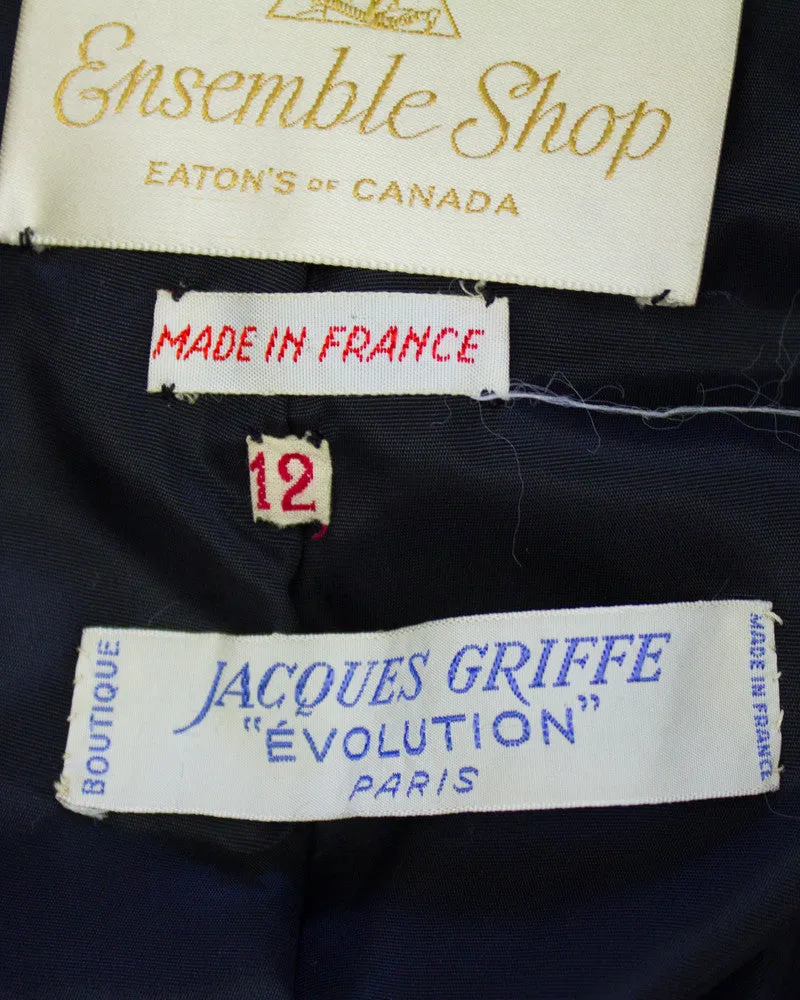 Ensemble Shop
EATON'S OF CANADA
MADE IN FRANCE
12
BOUTIQUE
JACQUES GRIFFE
"ÉVOLUTION"
PARIS
MADE IN FRANCE